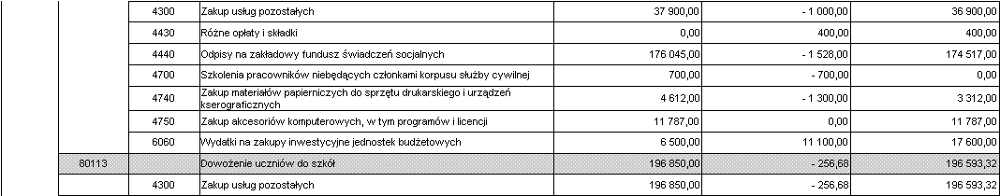 4300 Zakup usług pozostałych 37 900,00 - 1 000,00 36 900,00
4430 Różne opłaty i składki 0,00 400,00 400,00
4440 Odpisy na zakładowy fundusz świadczeń socjalnych 176 045,00 - 1 528,00 174 517,00
4700 Szkolenia pracowników niebędących członkami korpusu służby cywilnej 700,00 - 700,00 0,00
4740 Zakup materiałów papierniczych do sprzętu drukarskiego i urządzeń
kserograficznych 4 612,00 - 1 300,00 3 312,00
4750 Zakup akcesoriów komputerowych, w tym programów i licencji 11 787,00 0,00 11 787,00
6060 Wydatki na zakupy inwestycyjne jednostek budżetowych 6 500,00 11 100,00 17 600,00
80113 Dowożenie uczniów do szkół 196 850,00 - 256,68 196 593,32
4300 Zakup usług pozostałych 196 850,00 - 256,68 196 593,32